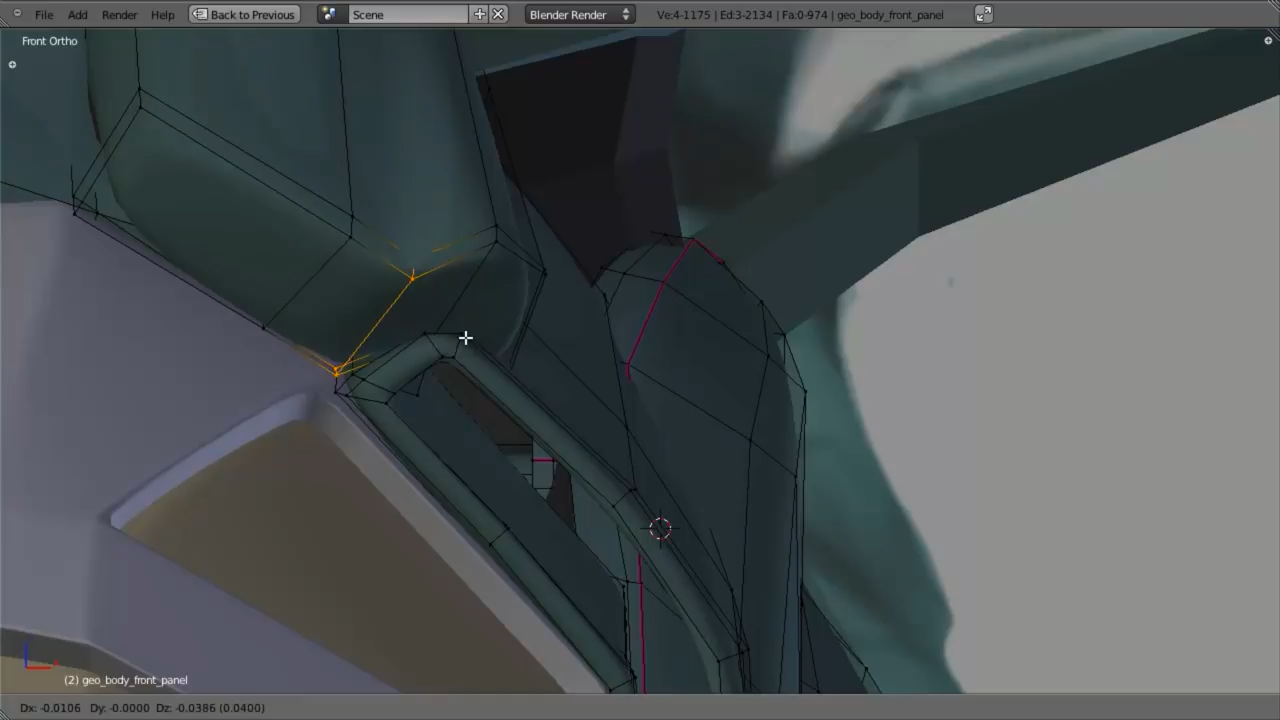 File Add Render Help Back to Previous Scene Blender Render Ve:4-1175 | Ed:3-2134 | Fa:0-974 | geo_body_front_panel
Front Ortho
(2) geo_body_front_panel
Dx: -0.0106 Dy: -0.0000 Dz: -0.0386 (0.0400)